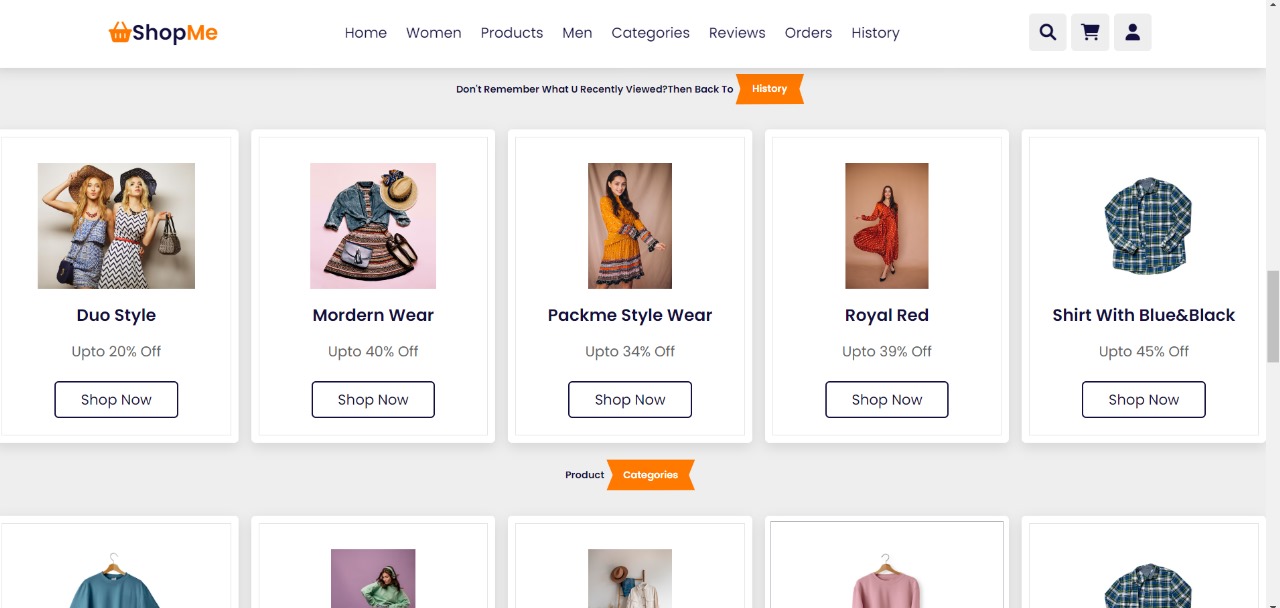 ShopMe
Home Women Products Men Categories Reviews Orders History
Don't Remember What U Recently Viewed?Then Back To History
Duo Style
Upto 20% Off
Shop Now
Mordern Wear
Upto 40% Off
Shop Now
Packme Style Wear
Upto 34% Off
Shop Now
Royal Red
Upto 39% Off
Shop Now
Shirt With Blue&Black
Upto 45% Off
Shop Now
Product Categories